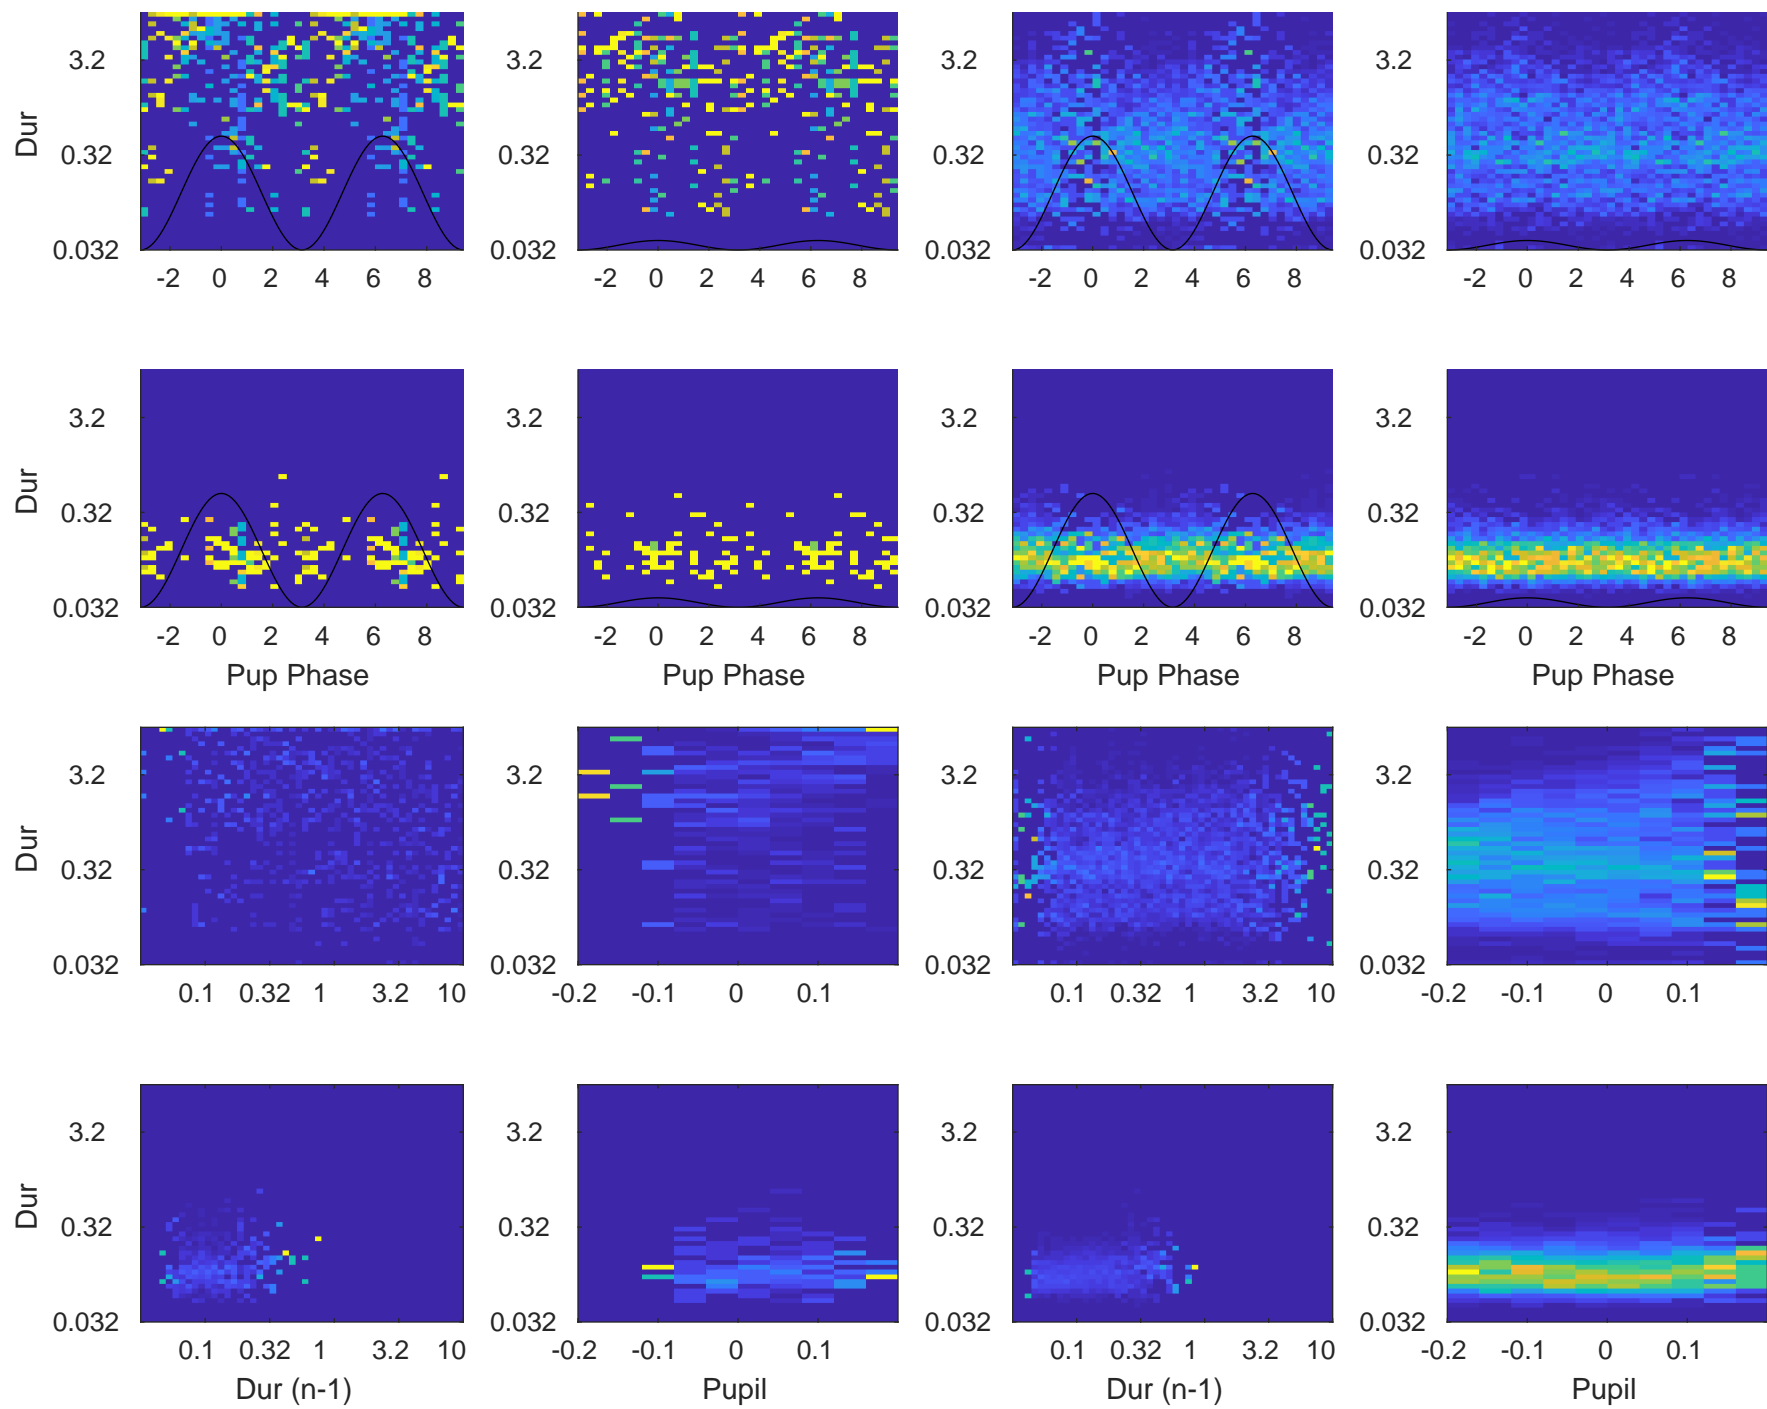 3.2 3.2 3.2 3.2
Dur
0.32 0.32 0.32 0.32
0.032 0.032 0.032 0.032
-2 0 2 4 6 8 -2 0 2 4 6 8 -2 0 2 4 6 8 -2 0 2 4 6 8
3.2 3.2 3.2 3.2
Dur
0.32 0.32 0.32 0.32
0.032 0.032 0.032 0.032
-2 0 2 4 6 8 -2 0 2 4 6 8 -2 0 2 4 6 8 -2 0 2 4 6 8
Pup Phase Pup Phase Pup Phase Pup Phase
3.2 3.2 3.2 3.2
Dur
0.32 0.32 0.32 0.32
0.032 0.032 0.032 0.032
0.1 0.32 1 3.2 10 -0.2 -0.1 0 0.1 0.1 0.32 1 3.2 10 -0.2 -0.1 0 0.1
3.2 3.2 3.2 3.2
Dur
0.32 0.32 0.32 0.32
0.032 0.032 0.032 0.032
0.1 0.32 1 3.2 10 -0.2 -0.1 0 0.1 0.1 0.32 1 3.2 10 -0.2 -0.1 0 0.1
Dur (n-1) Pupil Dur (n-1) Pupil